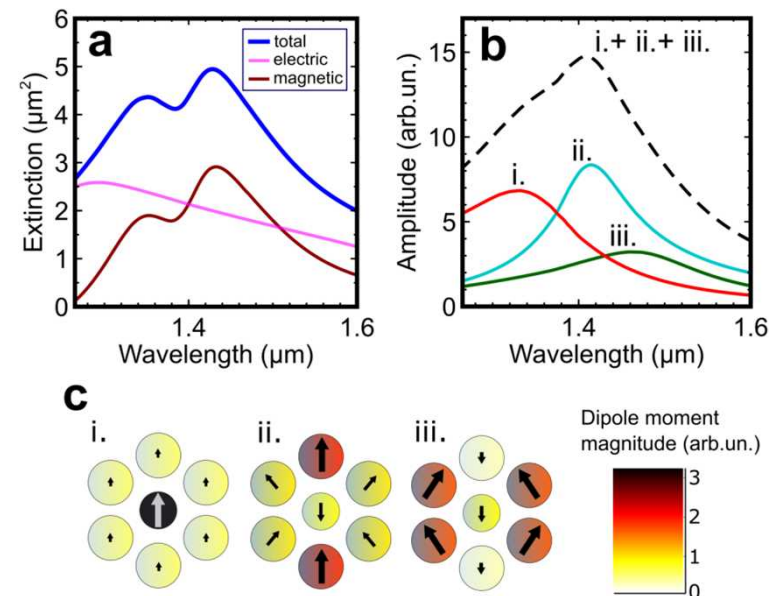 a
total
electric
magnetic
6
5
4
3
2
1
0
Extinction (μm²)
1.4
1.6
Wavelength (μm)
b
i.+ ii.+ iii.
15
10
5
0
Amplitude (arb.un.)
i.
ii.
iii.
1.4
1.6
Wavelength (μm)
c
i.
ii.
iii.
Dipole moment
magnitude (arb.un.)
3
2
1
0